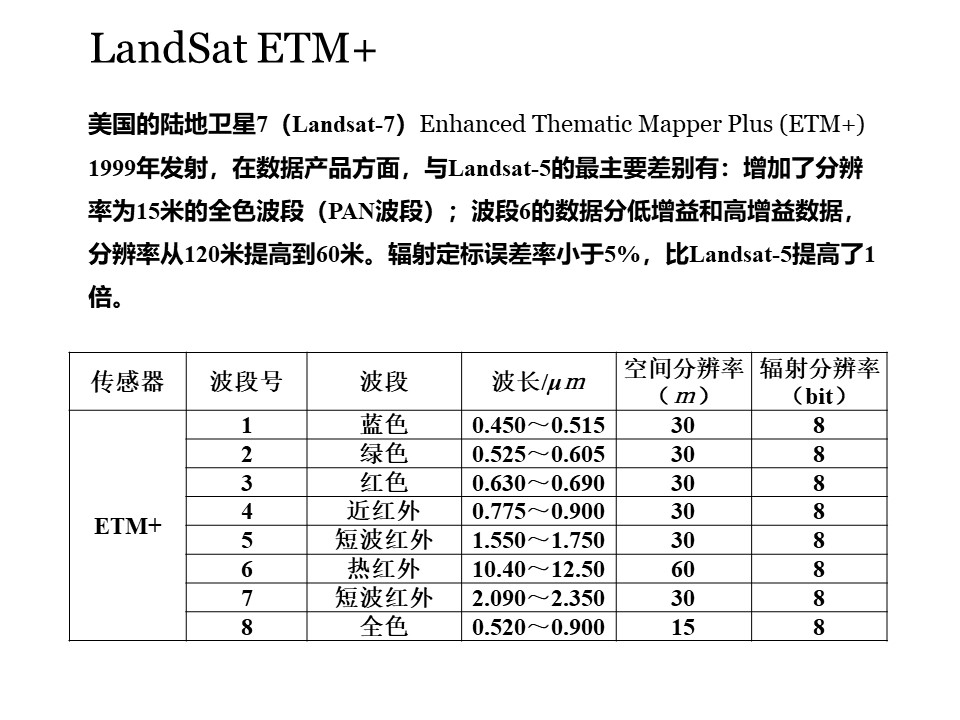 LandSat ETM+
美国的陆地卫星7（Landsat-7）Enhanced Thematic Mapper Plus (ETM+)
1999年发射，在数据产品方面，与Landsat-5的最主要差别有：增加了分辨
率为15米的全色波段（PAN波段）；波段6的数据分低增益和高增益数据，
分辨率从120米提高到60米。辐射定标误差率小于5%，比Landsat-5提高了1
倍。
传感器 波段号 波段 波长/μm 空间分辨率（m） 辐射分辨率（bit）
ETM+
1 蓝色 0.450～0.515 30 8
2 绿色 0.525～0.605 30 8
3 红色 0.630～0.690 30 8
4 近红外 0.775～0.900 30 8
5 短波红外 1.550～1.750 30 8
6 热红外 10.40～12.50 60 8
7 短波红外 2.090～2.350 30 8
8 全色 0.520～0.900 15 8